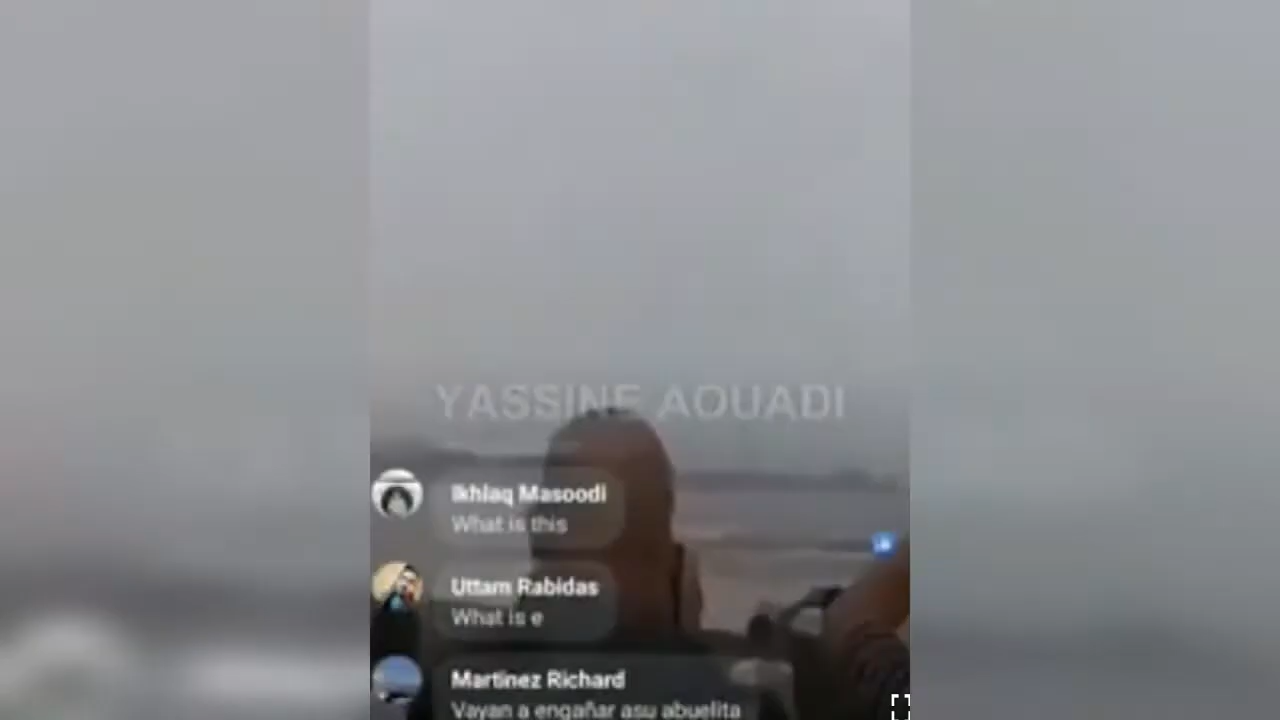 YASSINE AOUADI
Ikhlaq Masoodi
What is this
Uttam Rabidas
What is e
Martinez Richard
Vayan a engañar asu abuelita